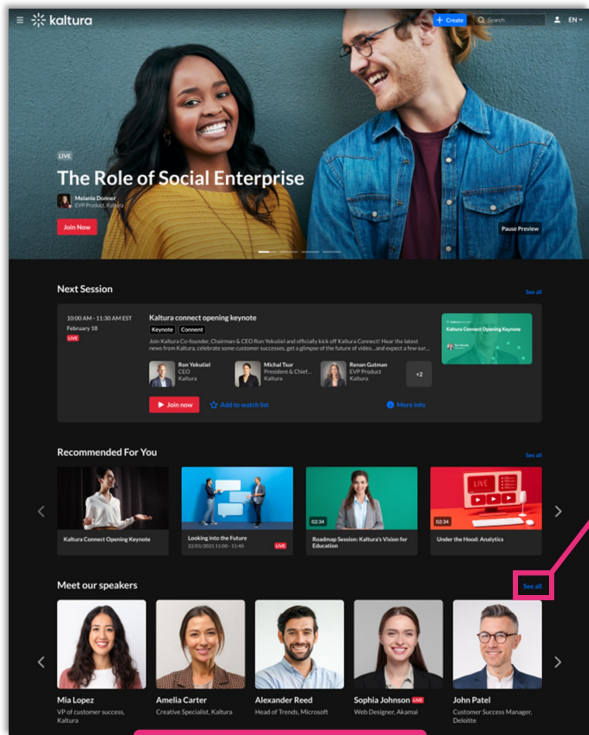 kaltura
+ Create
Search
EN
LIVE
The Role of Social Enterprise
Melanie Donner
EVP Product, Kaltura
Join Now
Pause Preview
Next Session
See all
10:00 AM - 11:30 AM EST
February 18
LIVE
Kaltura connect opening keynote
Keynote Connent
Join Kaltura Co-founder, Chairman & CEO Ron Yekutiel and officially kick off Kaltura Connect! Hear the latest
news from Kaltura, celebrate some customer successes, get a glimpse of the future of video...and expect a few sur...
Ron Yekutiel
CEO
Kaltura
Michal Tsur
President & Chief...
Kaltura
Renan Gutman
EVP Product
Kaltura
+2
Kaltura Connect Opening Keynote
Join now
Add to watch list
More info
Recommended For You
See all
Kaltura Connect Opening Keynote
Looking into the Future
22/01/2021 11:00 - 11:40
LIVE
02:34
Roadmap Session: Kaltura's Vision for
Education
LIVE
02:34
Under the Hood: Analytics
Meet our speakers
See all
Mia Lopez
VP of customer success,
Kaltura
Amelia Carter
Creative Specialist, Kaltura
Alexander Reed
Head of Trends, Microsoft
Sophia Johnson LIVE
Web Designer, Akamai
John Patel
Customer Success Manager,
Deloitte